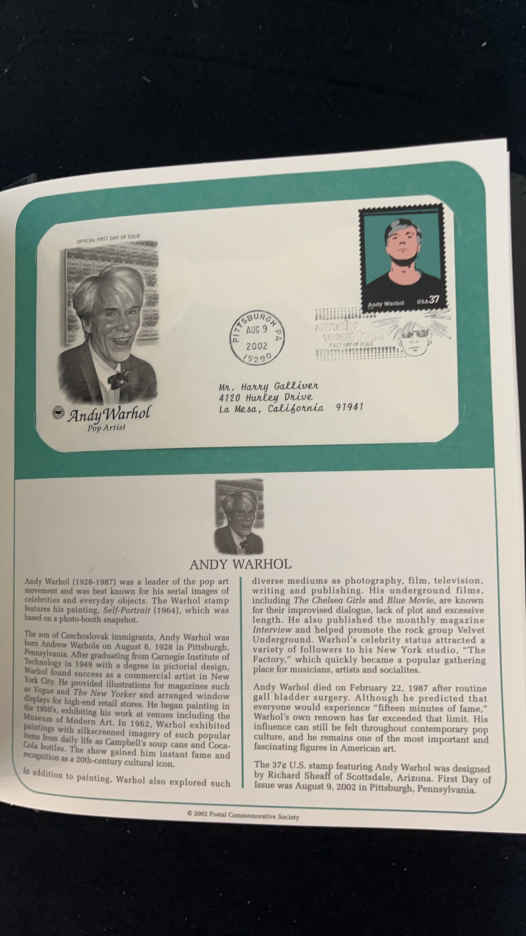 OFFICIAL FIRST DAY OF ISSUE
Andy Warhol
USA 37
PITTSBURGH PA
AUG 9
2002
15290
FIRST DAY OF ISSUE
Mr. Harry Galliver
4120 Hurley Drive
La Mesa, California 91941
Andy Warhol
Pop Artist
ANDY WARHOL
Andy Warhol (1928-1987) was a leader of the pop art
movement and was best known for his serial images of
celebrities and everyday objects. The Warhol stamp
features his painting, Self-Portrait (1964), which was
based on a photo-booth snapshot.
The son of Czechoslovak immigrants, Andy Warhol was
born Andrew Warhola on August 6, 1928 in Pittsburgh,
Pennsylvania. After graduating from Carnegie Institute of
Technology in 1949 with a degree in pictorial design,
Warhol found success as a commercial artist in New
York City. He provided illustrations for magazines such
as Vogue and The New Yorker and arranged window
displays for high-end retail stores. He began painting in
the 1950's, exhibiting his work at venues including the
Museum of Modern Art. In 1962, Warhol exhibited
paintings with silkscreened imagery of such popular
items from daily life as Campbell's soup cans and Coca-
Cola bottles. The show gained him instant fame and
recognition as a 20th-century cultural icon.
In addition to painting, Warhol also explored such
diverse mediums as photography, film, television,
writing and publishing. His underground films,
including The Chelsea Girls and Blue Movie, are known
for their improvised dialogue, lack of plot and excessive
length. He also published the monthly magazine
Interview and helped promote the rock group Velvet
Underground. Warhol's celebrity status attracted a
variety of followers to his New York studio, "The
Factory," which quickly became a popular gathering
place for musicians, artists and socialites.
Andy Warhol died on February 22, 1987 after routine
gall bladder surgery. Although he predicted that
everyone would experience "fifteen minutes of fame,"
Warhol's own renown has far exceeded that limit. His
influence can still be felt throughout contemporary pop
culture, and he remains one of the most important and
fascinating figures in American art.
The 37¢ U.S. stamp featuring Andy Warhol was designed
by Richard Sheaff of Scottsdale, Arizona. First Day of
Issue was August 9, 2002 in Pittsburgh, Pennsylvania.
© 2002 Postal Commemorative Society